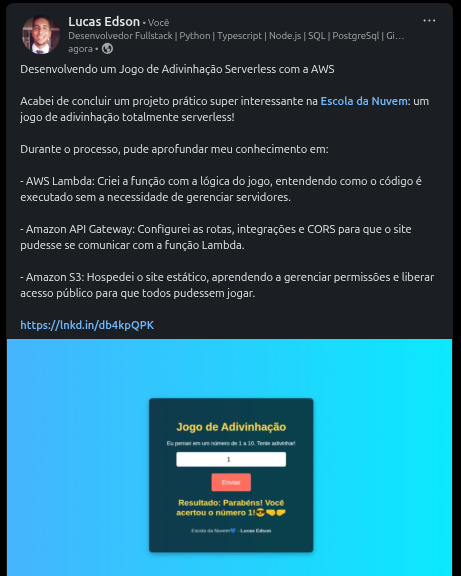 Lucas Edson • Você
Desenvolvedor Fullstack | Python | Typescript | Node.js | SQL | PostgreSql | Gi...
agora •
Desenvolvendo um Jogo de Adivinhação Serverless com a AWS
Acabei de concluir um projeto prático super interessante na Escola da Nuvem: um
jogo de adivinhação totalmente serverless!
Durante o processo, pude aprofundar meu conhecimento em:
- AWS Lambda: Criei a função com a lógica do jogo, entendendo como o código é
executado sem a necessidade de gerenciar servidores.
- Amazon API Gateway: Configurei as rotas, integrações e CORS para que o site
pudesse se comunicar com a função Lambda.
- Amazon S3: Hospedei o site estático, aprendendo a gerenciar permissões e liberar
acesso público para que todos pudessem jogar.
https://lnkd.in/db4kpQPK
Jogo de Adivinhação
Eu pensei em um número de 1 a 10. Tente adivinhar!
1
Enviar
Resultado: Parabéns! Você
acertou o número 1!😎🤜🤛
Escola da Nuvem💙 - Lucas Edson